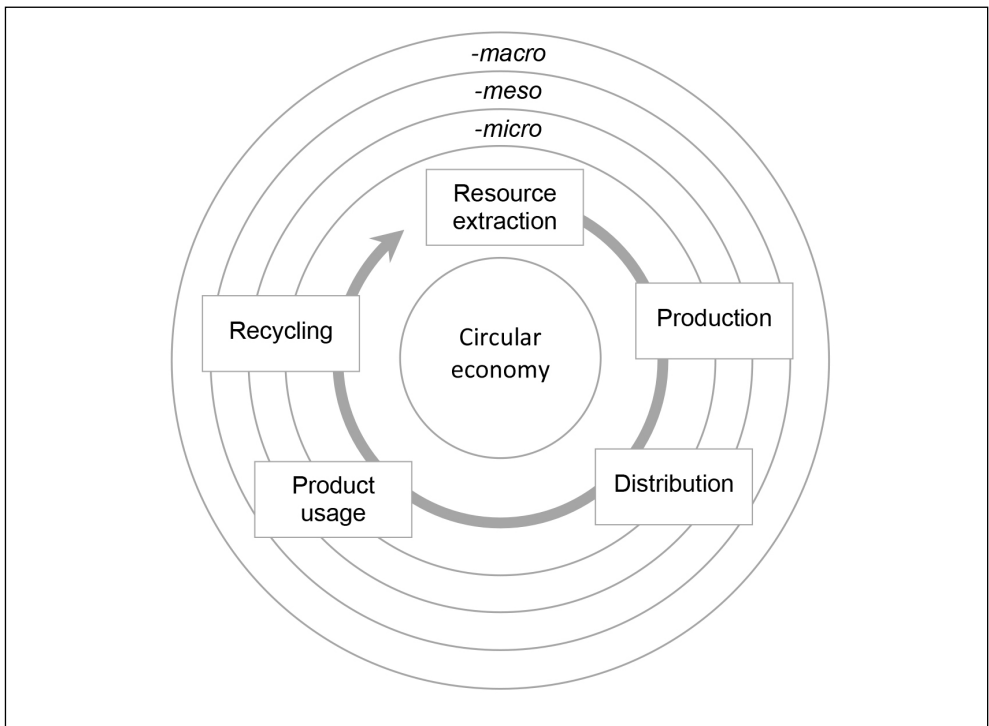 -macro
-meso
-micro
Resource
extraction
Production
Circular
economy
Recycling
Distribution
Product
usage